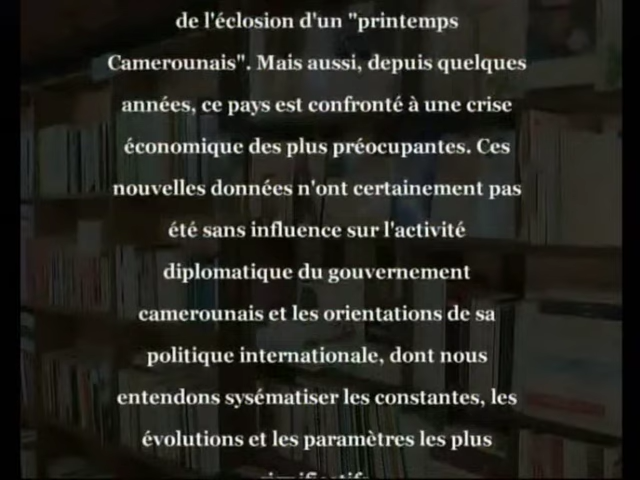 de l'éclosion d'un "printemps
Camerounais". Mais aussi, depuis quelques
années, ce pays est confronté à une crise
économique des plus préocupantes. Ces
nouvelles données n'ont certainement pas
été sans influence sur l'activité
diplomatique du gouvernement
camerounais et les orientations de sa
politique internationale, dont nous
entendons sysématiser les constantes, les
évolutions et les paramètres les plus